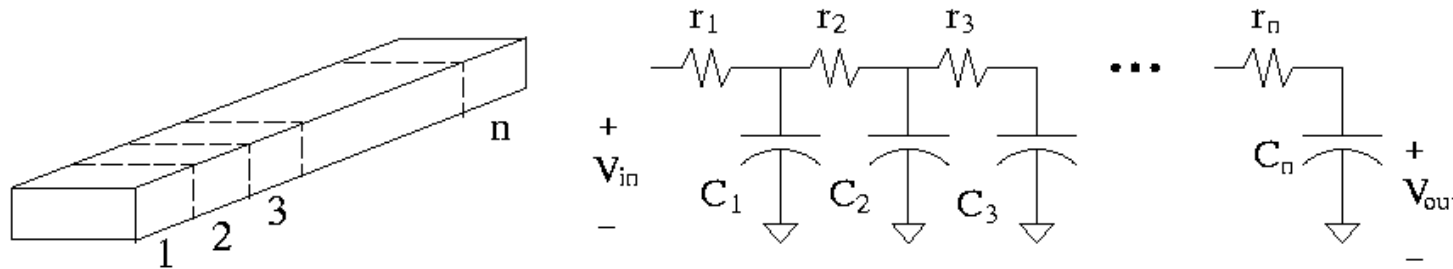 r1 r2 r3 rn
n
+ +
Vin Vout
- -
C1 C2 C3 Cn
1 2 3